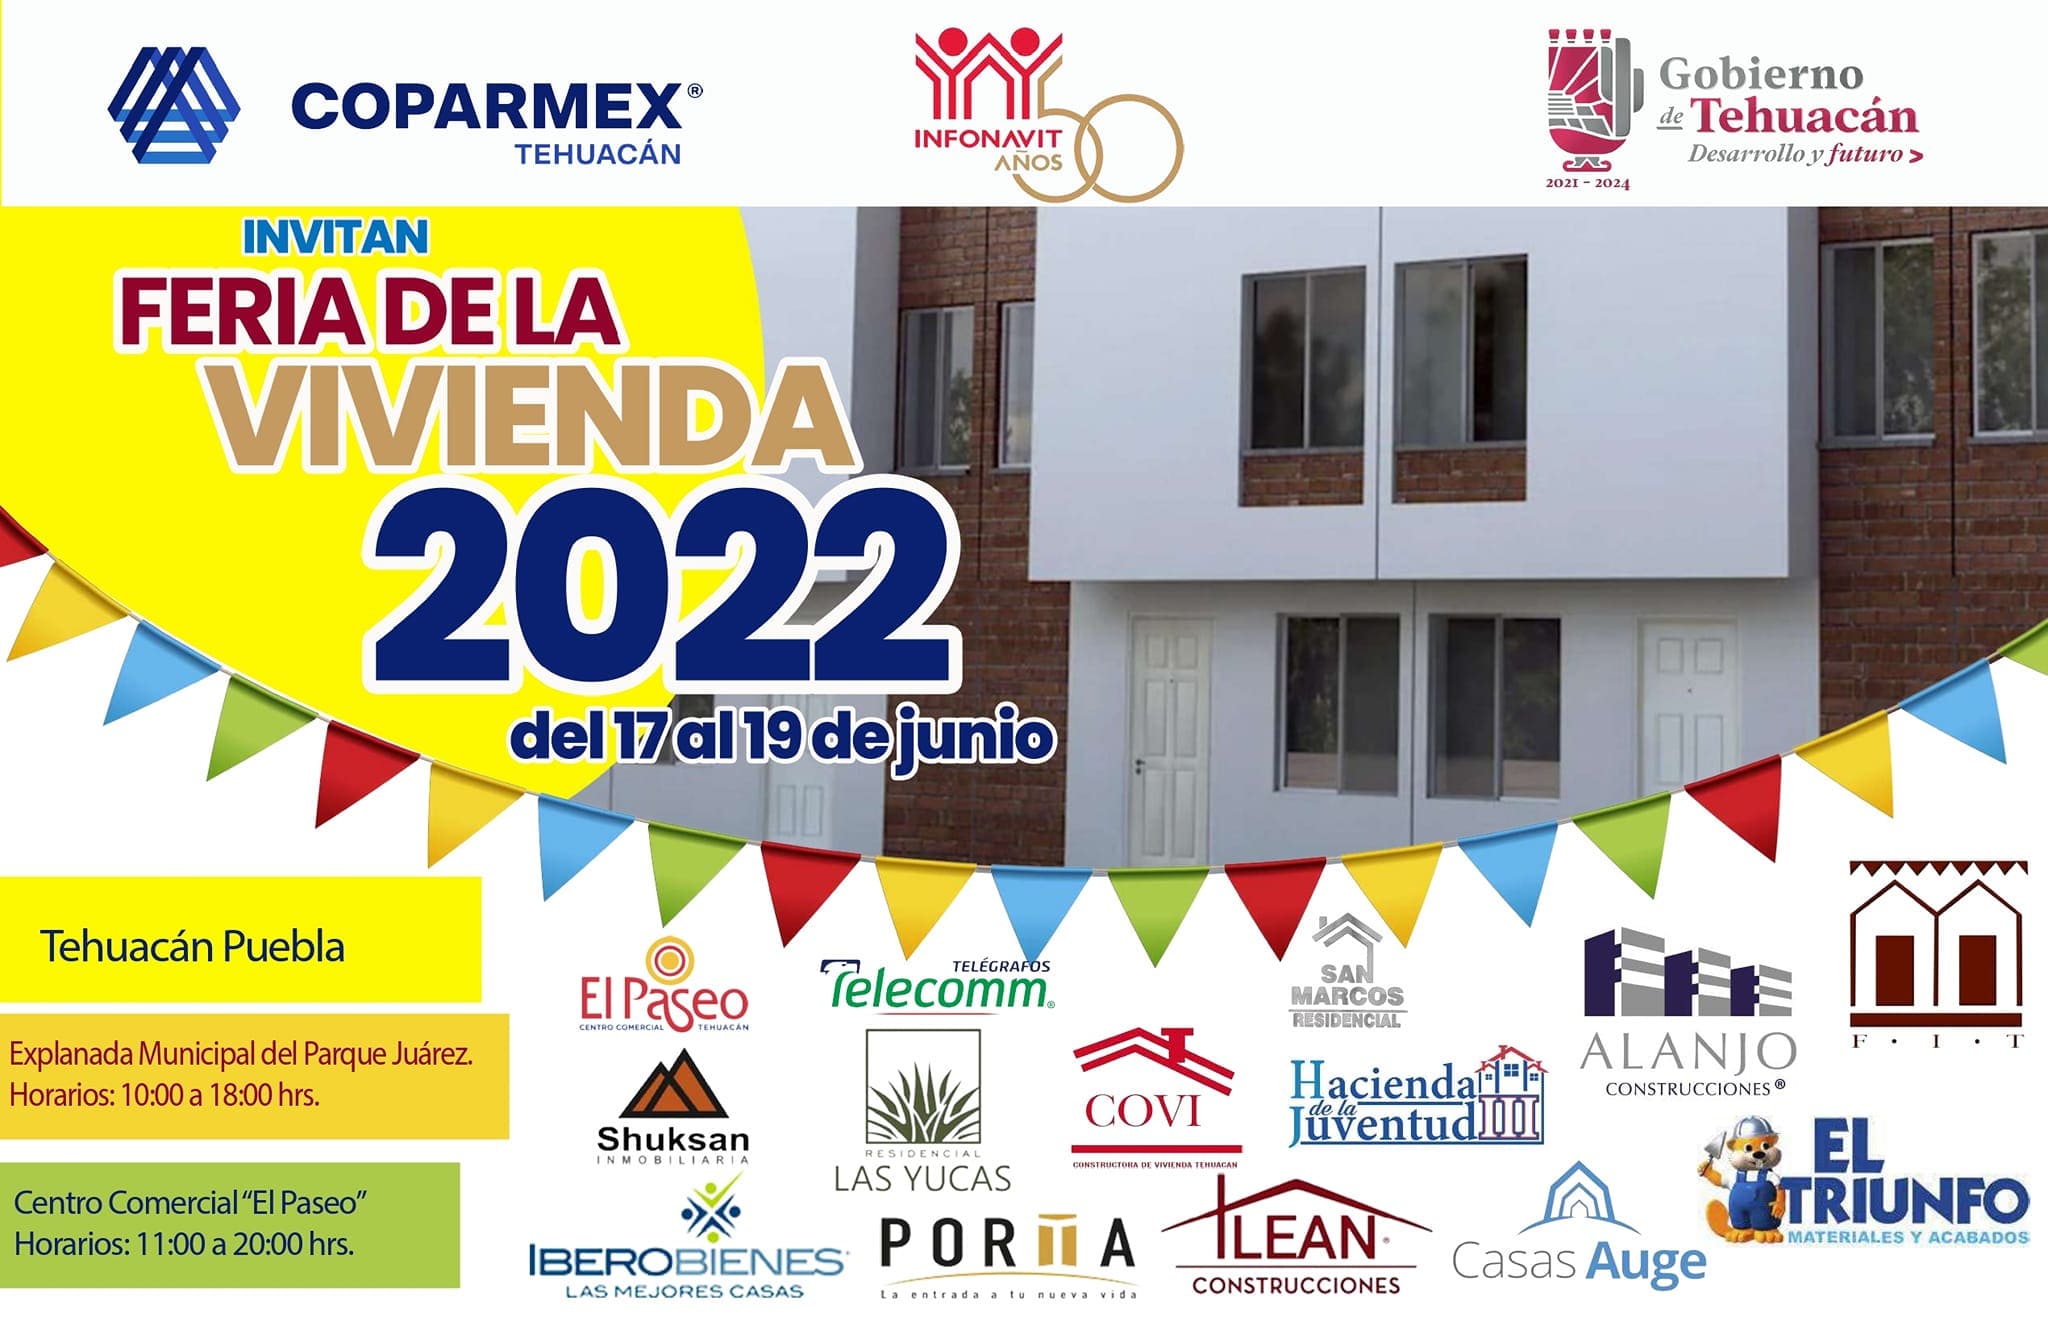 COPARMEX®
TEHUACÁN
INFONAVIT
50
AÑOS
Gobierno
de Tehuacán
Desarrollo y futuro >
2021 - 2024
INVITAN
FERIA DE LA
VIVIENDA
2022
del 17 al 19 de junio
Tehuacán Puebla
Explanada Municipal del Parque Juárez.
Horarios: 10:00 a 18:00 hrs.
Centro Comercial “El Paseo”
Horarios: 11:00 a 20:00 hrs.
El Paseo
CENTRO COMERCIAL TEHUACÁN
TELÉGRAFOS
Telecomm®
SAN
MARCOS
RESIDENCIAL
ALANJO
CONSTRUCCIONES®
F · I · T
Shuksan
INMOBILIARIA
RESIDENCIAL
LAS YUCAS
COVI
CONSTRUCTORA DE VIVIENDA TEHUACAN
Hacienda
de la
Juventud III
EL
TRIUNFO
MATERIALES Y ACABADOS
IBEROBIENES
LAS MEJORES CASAS
PORTA
La entrada a tu nueva vida
ILEAN®
CONSTRUCCIONES
Casas Auge